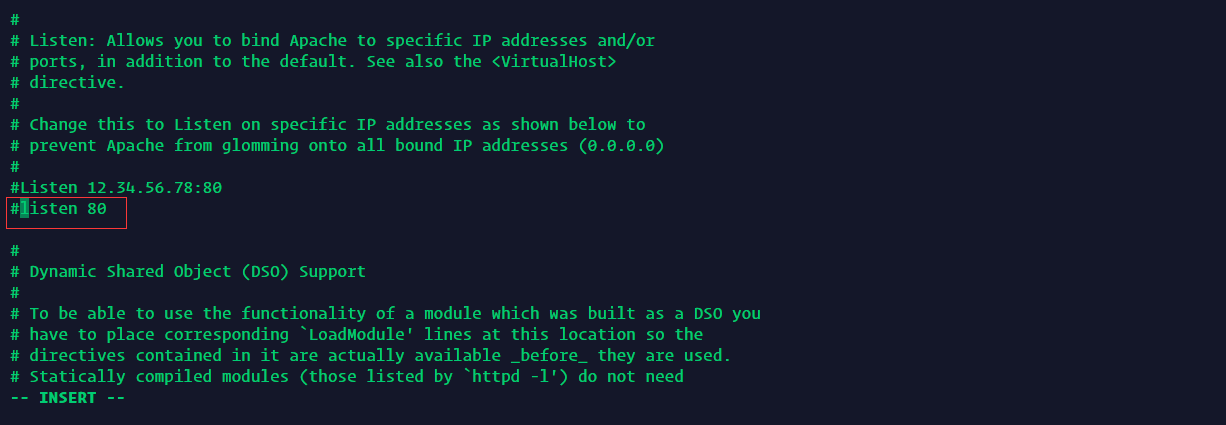 #
# Listen: Allows you to bind Apache to specific IP addresses and/or
# ports, in addition to the default. See also the <VirtualHost>
# directive.
#
# Change this to Listen on specific IP addresses as shown below to
# prevent Apache from glomming onto all bound IP addresses (0.0.0.0)
#
#Listen 12.34.56.78:80
#listen 80
#
# Dynamic Shared Object (DSO) Support
#
# To be able to use the functionality of a module which was built as a DSO you
# have to place corresponding `LoadModule' lines at this location so the
# directives contained in it are actually available _before_ they are used.
# Statically compiled modules (those listed by `httpd -l') do not need
-- INSERT --